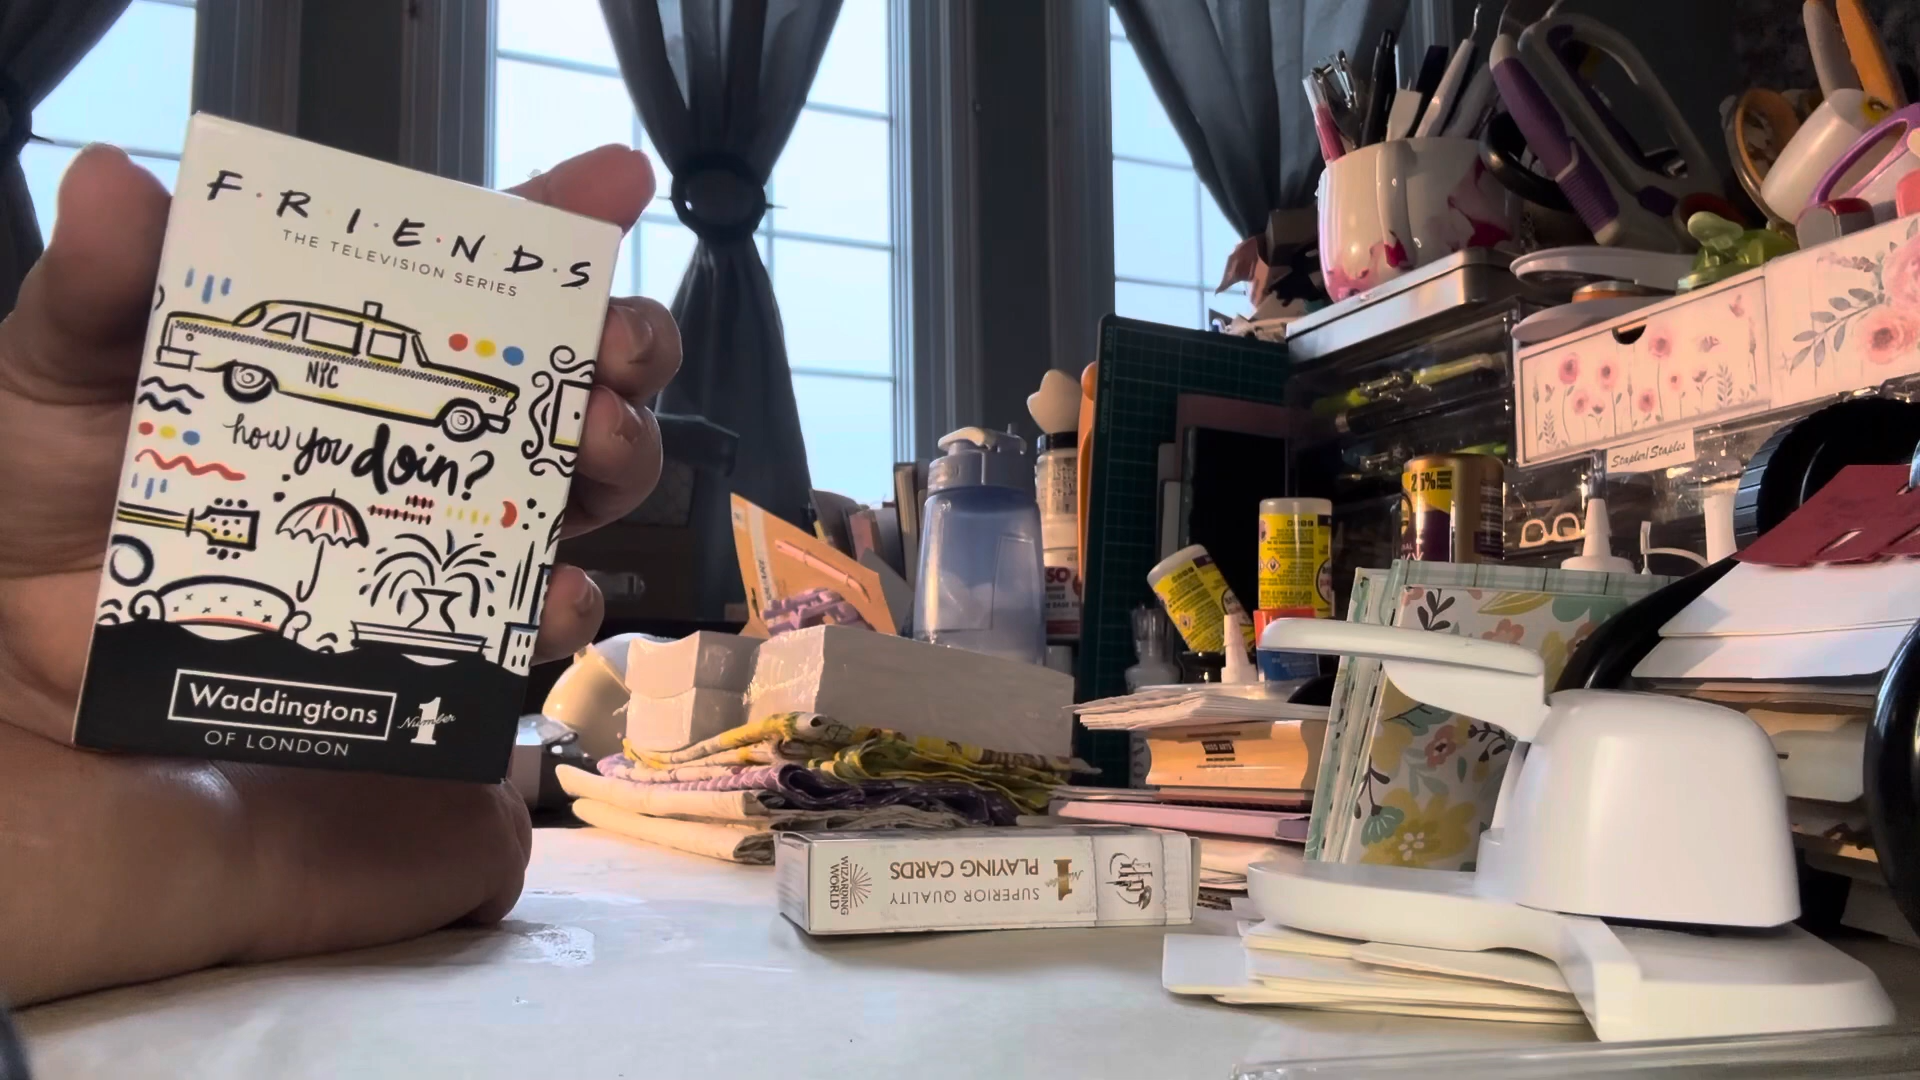 F·R·I·E·N·D·S
THE TELEVISION SERIES
NYC
how you doin?
Waddingtons
Number 1
OF LONDON
WIZARDING
WORLD
SUPERIOR QUALITY
Number 1
PLAYING CARDS
Stapler/Staples
25%